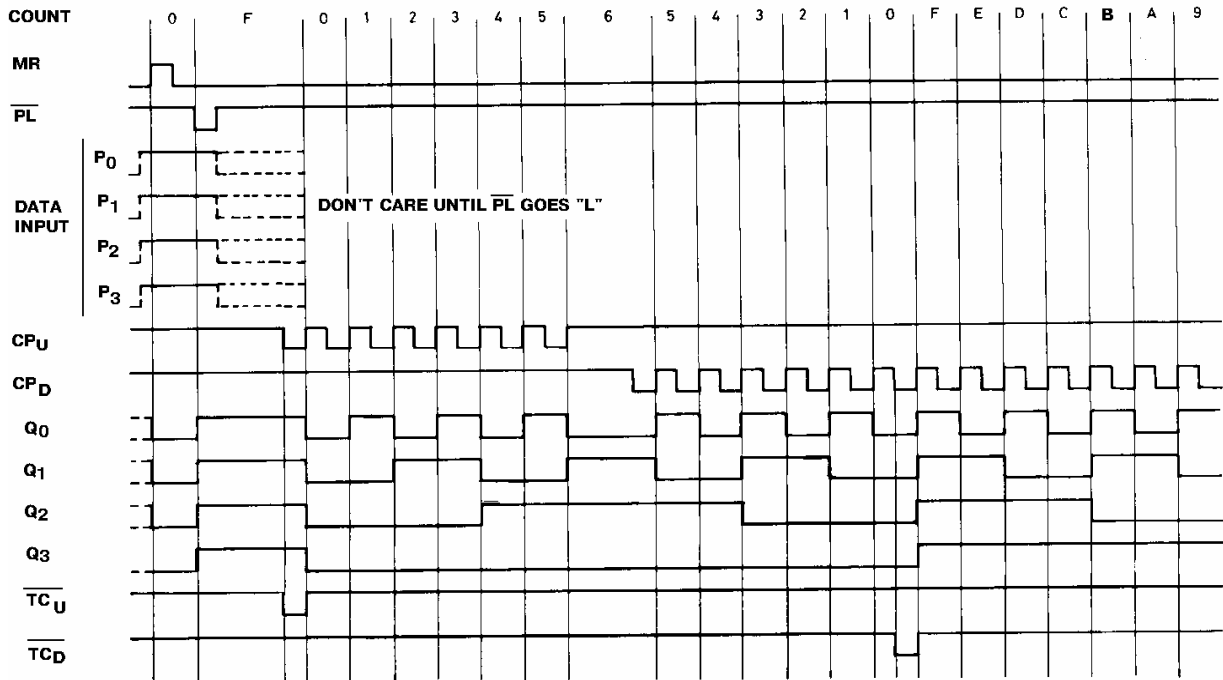 COUNT 0 F 0 1 2 3 4 5 6 5 4 3 2 1 0 F E D C B A 9
MR
PL
DATA INPUT
P0
P1 DON'T CARE UNTIL PL GOES "L"
P2
P3
CPU
CPD
Q0
Q1
Q2
Q3
TCU
TCD